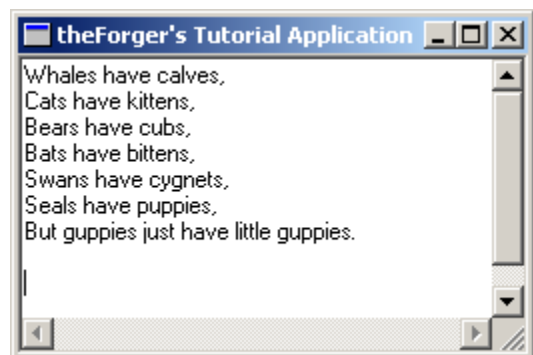 theForger's Tutorial Application
Whales have calves,
Cats have kittens,
Bears have cubs,
Bats have bittens,
Swans have cygnets,
Seals have puppies,
But guppies just have little guppies.